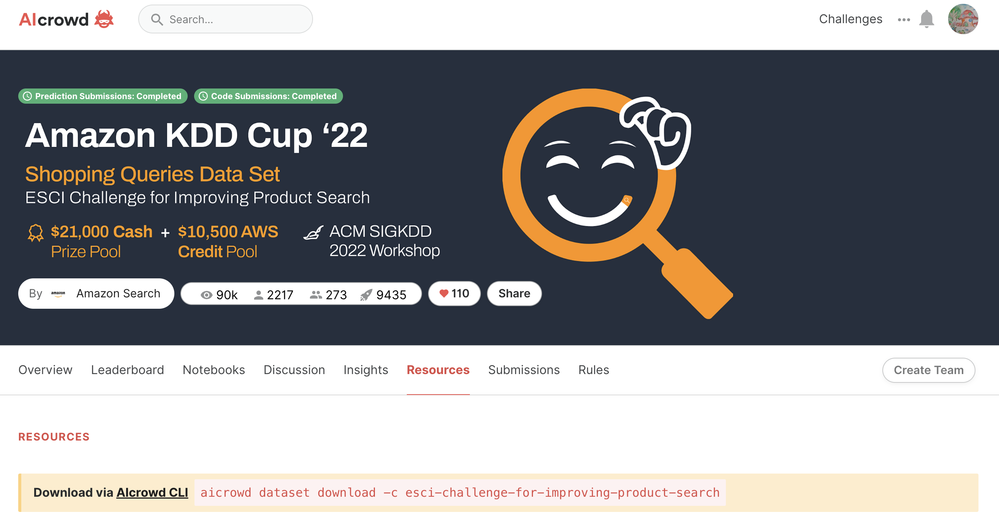 AIcrowd
Search...
Challenges
Prediction Submissions: Completed
Code Submissions: Completed
Amazon KDD Cup ‘22
Shopping Queries Data Set
ESCI Challenge for Improving Product Search
$21,000 Cash + $10,500 AWS
Prize Pool Credit Pool
ACM SIGKDD
2022 Workshop
By amazon Amazon Search
90k 2217 273 9435
110
Share
Overview Leaderboard Notebooks Discussion Insights Resources Submissions Rules
Create Team
RESOURCES
Download via AIcrowd CLI aicrowd dataset download -c esci-challenge-for-improving-product-search